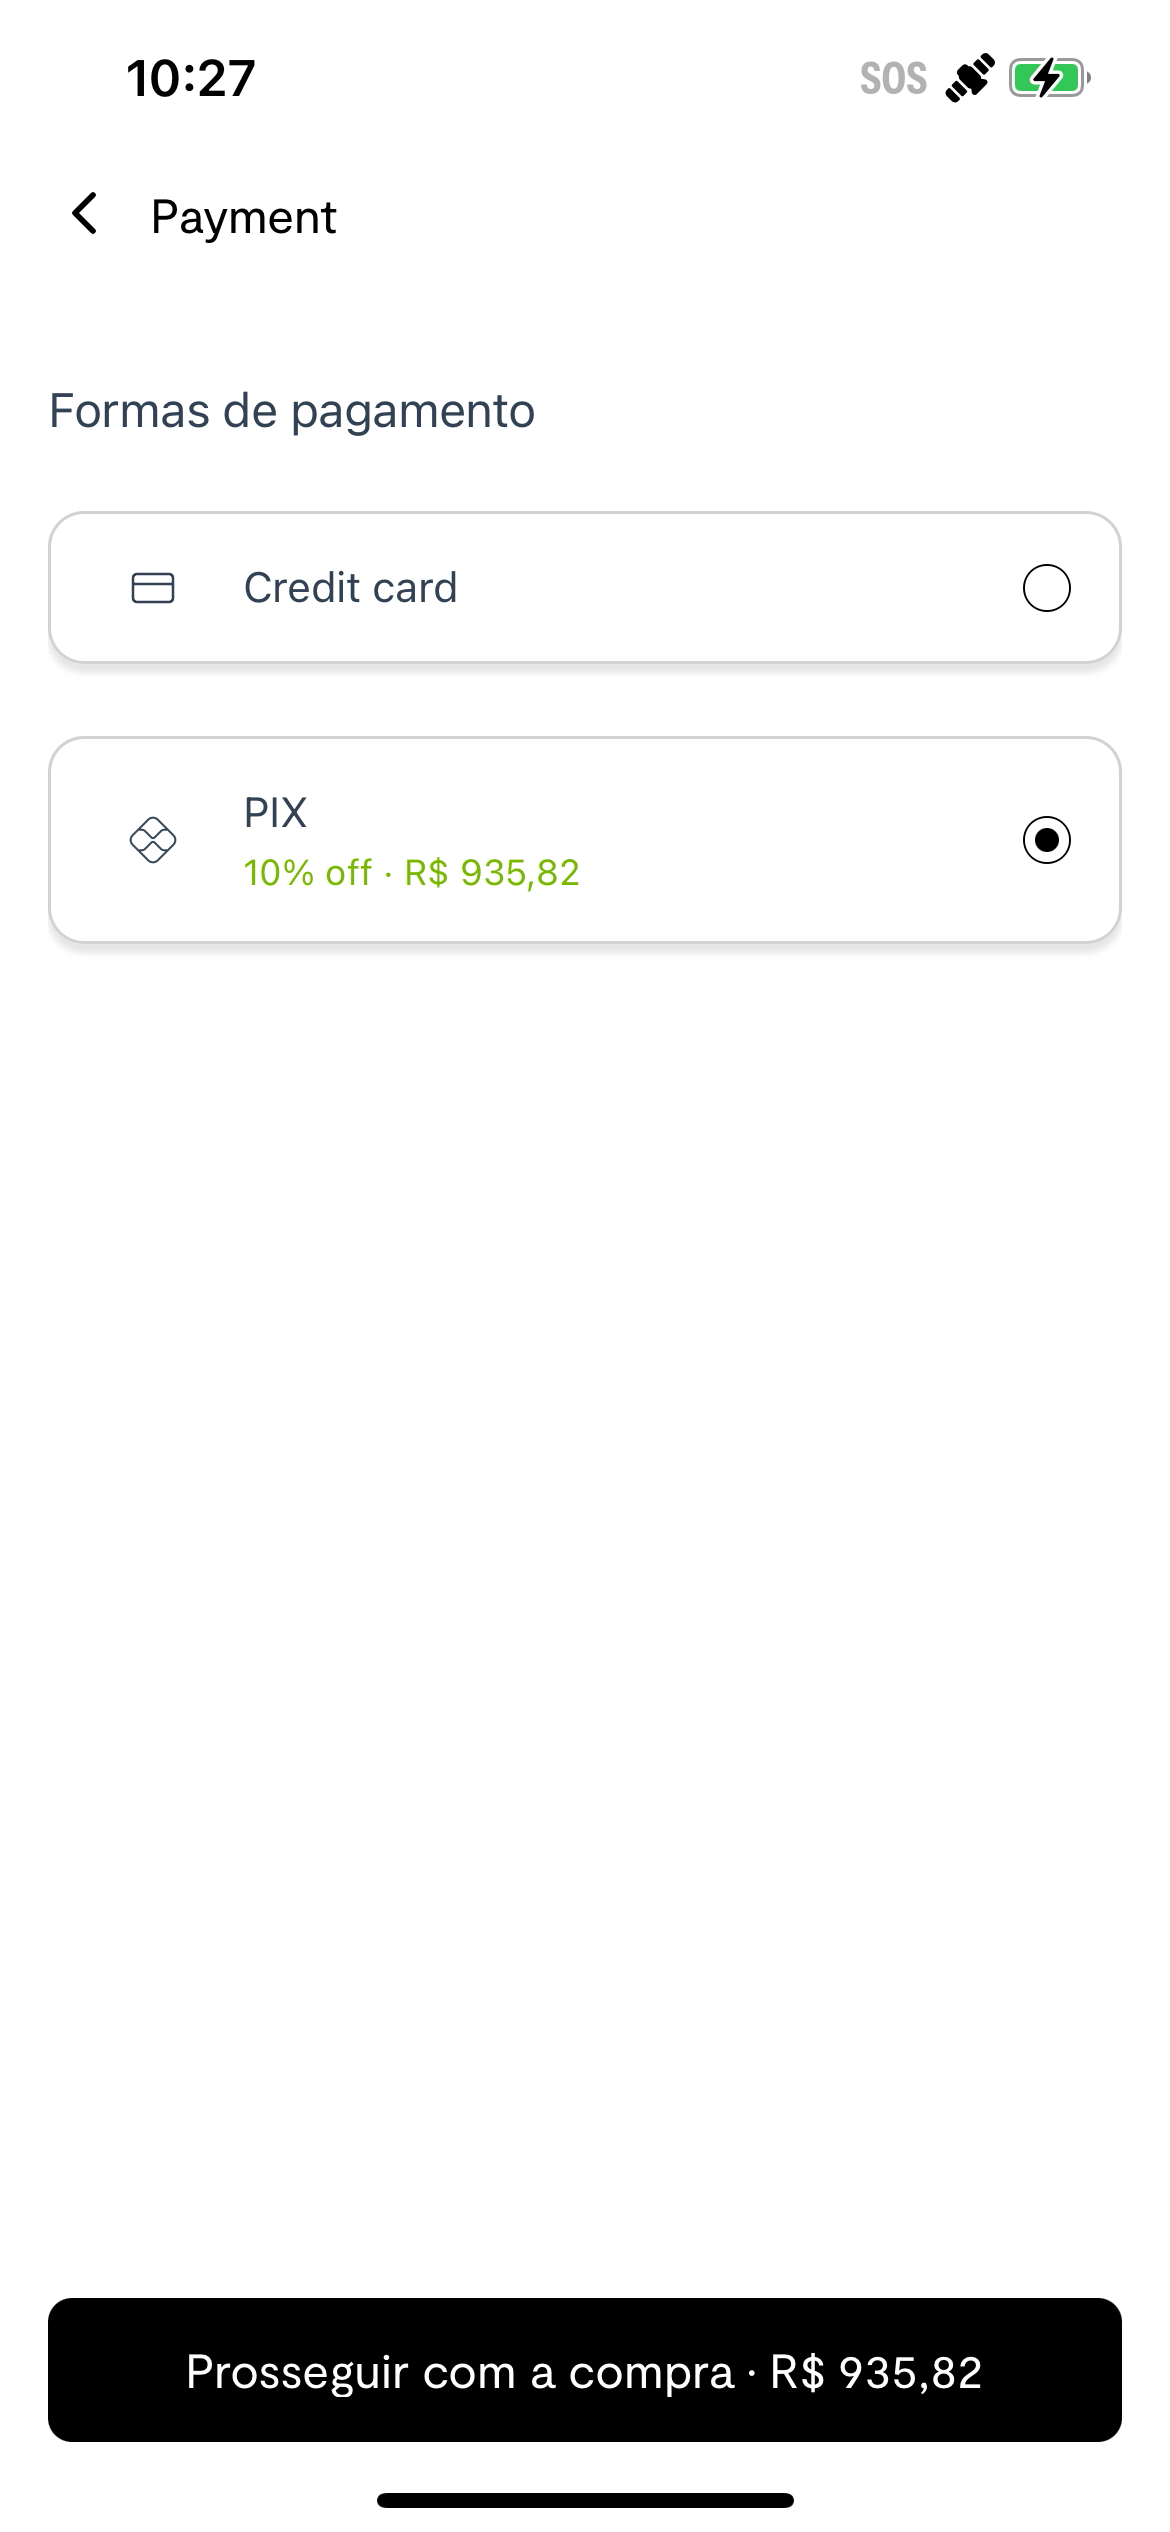 10:27
SOS
Payment
Formas de pagamento
Credit card
PIX
10% off · R$ 935,82
Prosseguir com a compra · R$ 935,82